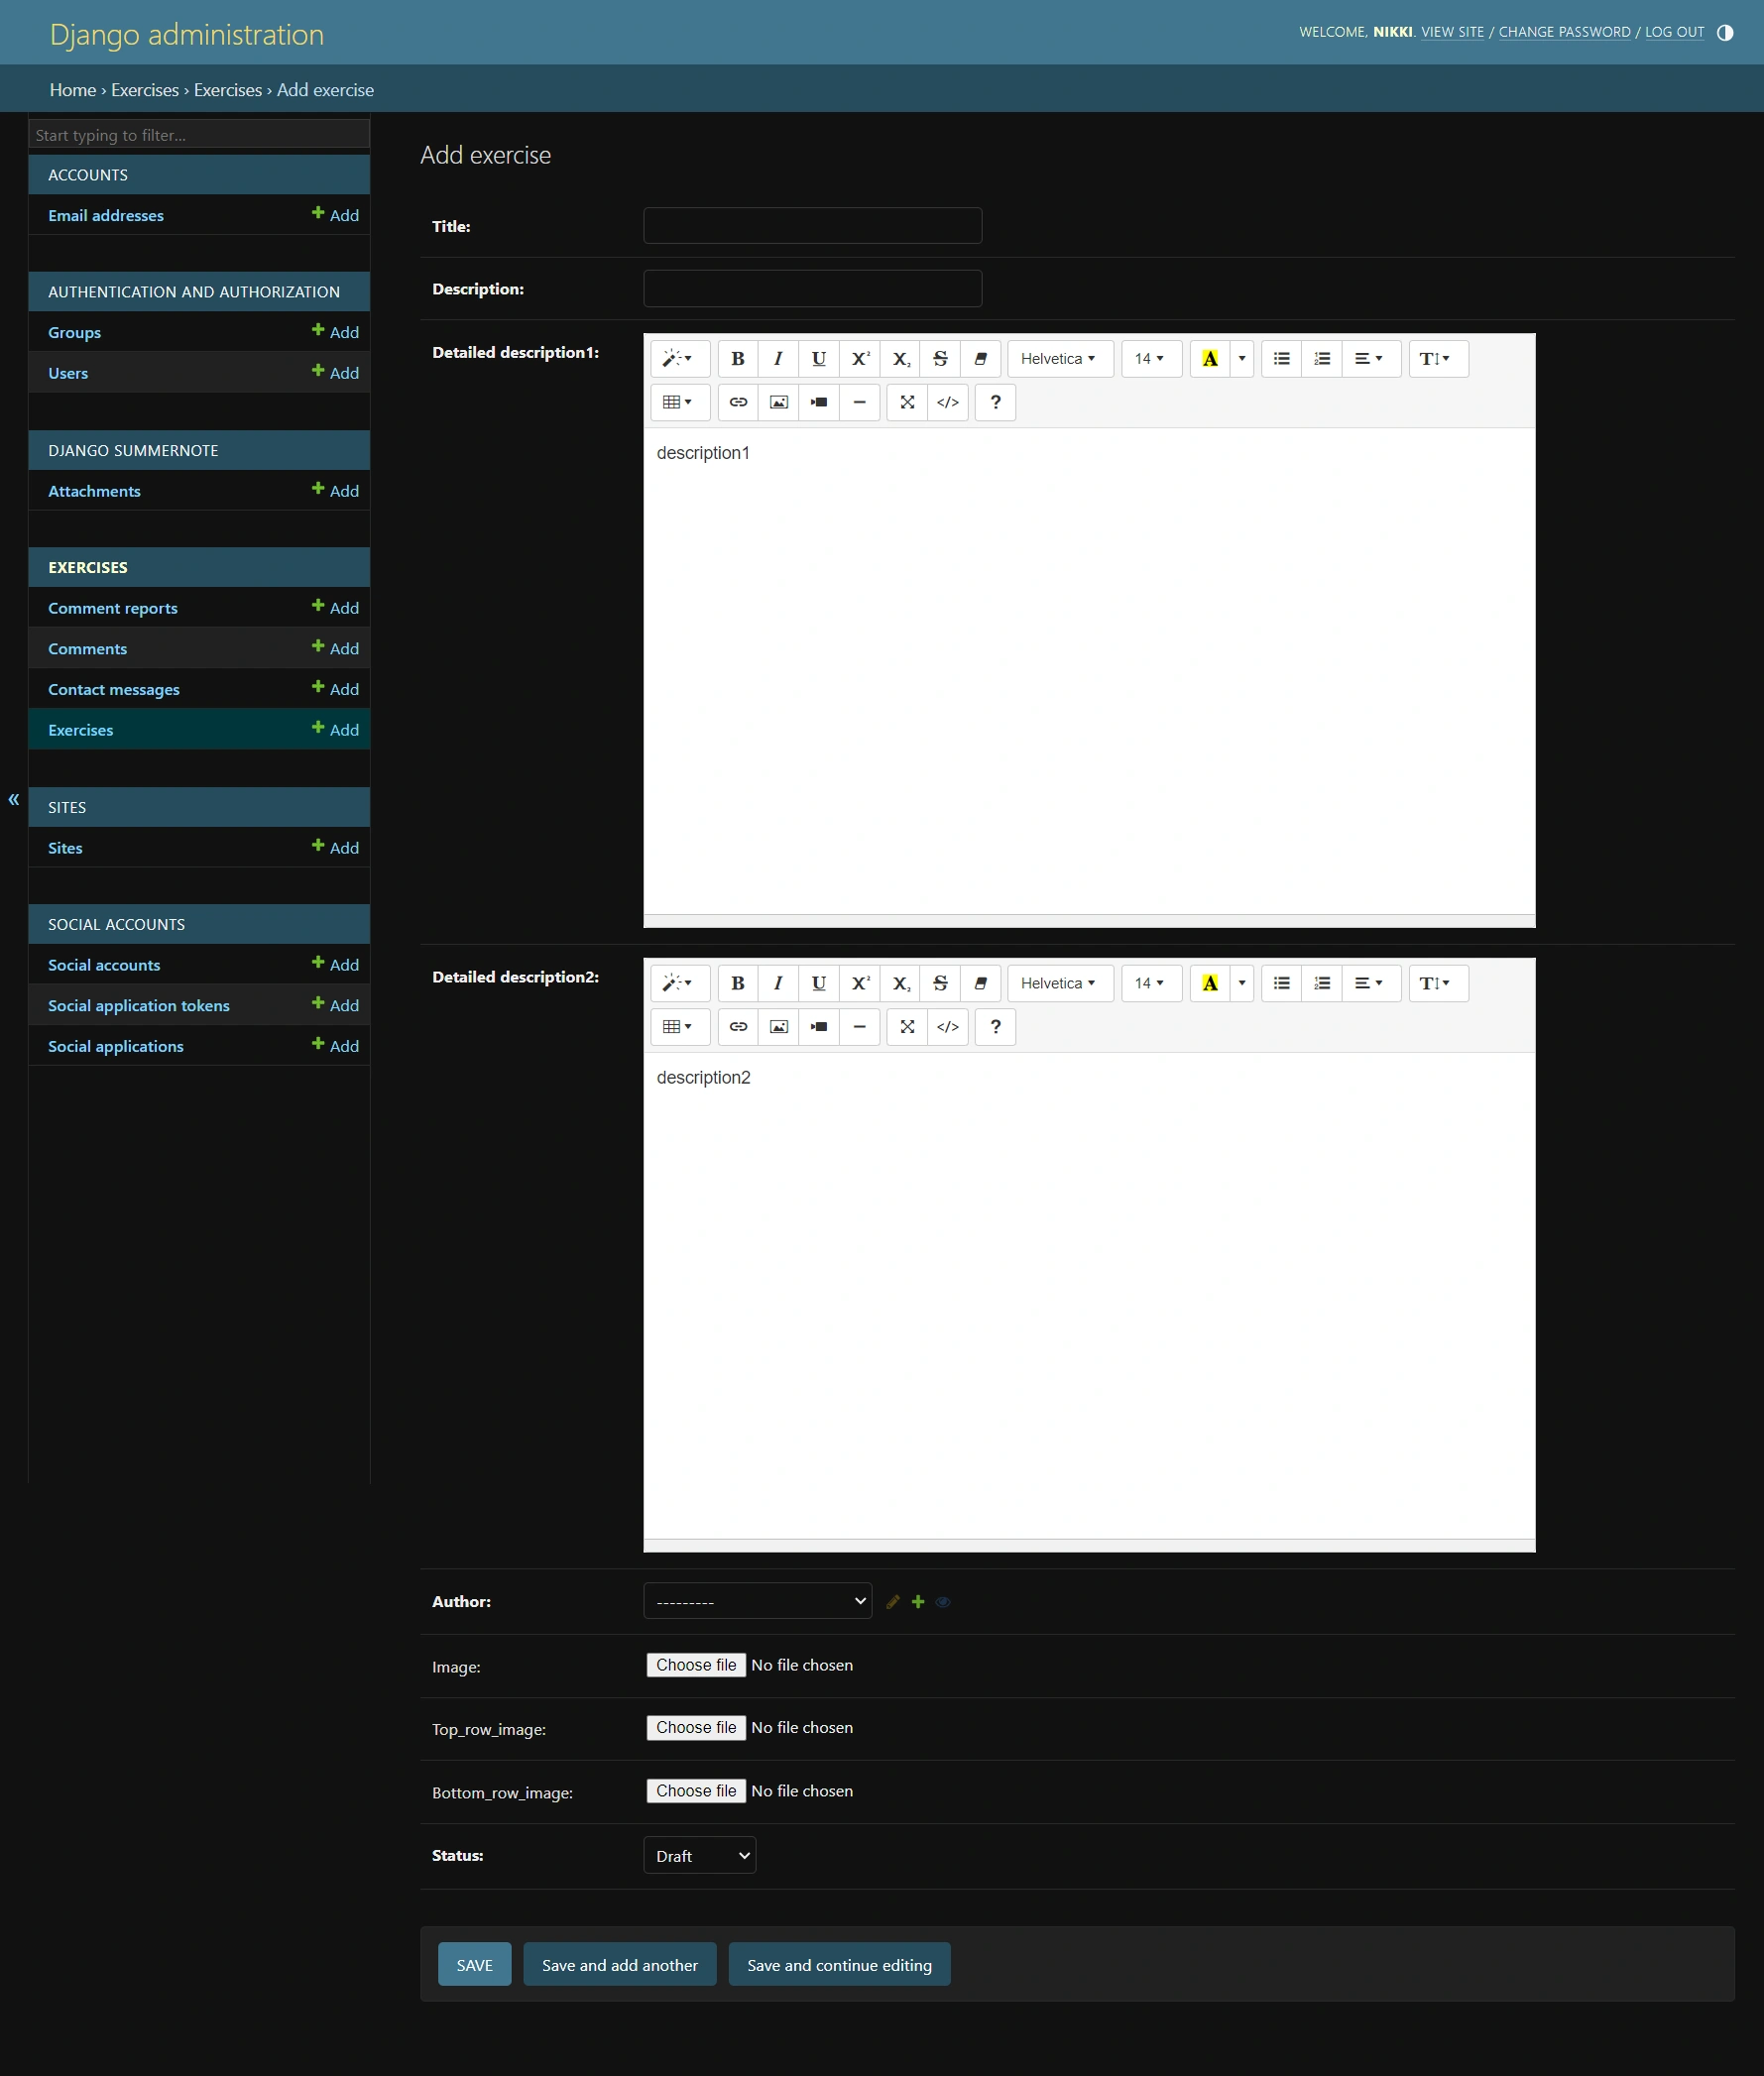 Django administration
WELCOME, NIKKI. VIEW SITE / CHANGE PASSWORD / LOG OUT
Home › Exercises › Exercises › Add exercise
Start typing to filter...
ACCOUNTS
Email addresses
Add
AUTHENTICATION AND AUTHORIZATION
Groups
Add
Users
Add
DJANGO SUMMERNOTE
Attachments
Add
EXERCISES
Comment reports
Add
Comments
Add
Contact messages
Add
Exercises
Add
«
SITES
Sites
Add
SOCIAL ACCOUNTS
Social accounts
Add
Social application tokens
Add
Social applications
Add
Add exercise
Title:
Description:
Detailed description1:
B I U X² X₂ S Helvetica 14 A T
</> ?
description1
Detailed description2:
B I U X² X₂ S Helvetica 14 A T
</> ?
description2
Author:
---------
Image:
Choose file No file chosen
Top_row_image:
Choose file No file chosen
Bottom_row_image:
Choose file No file chosen
Status:
Draft
SAVE
Save and add another
Save and continue editing